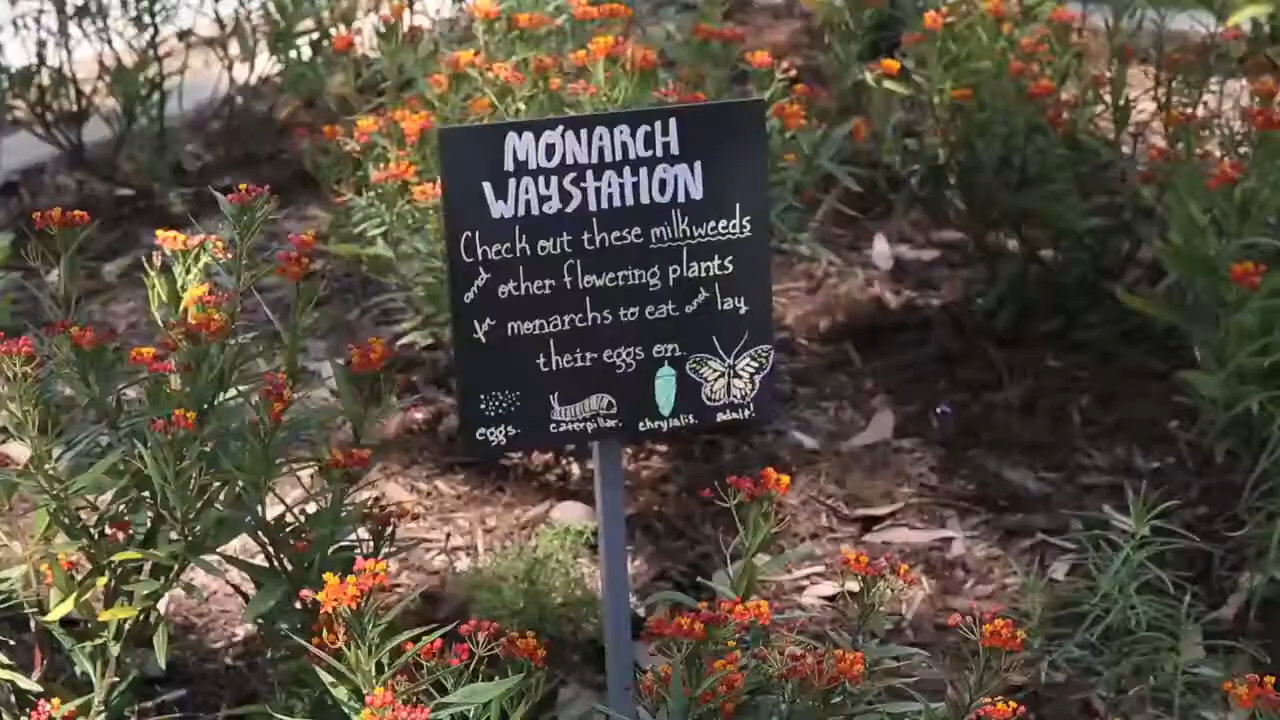 MONARCH
WAYSTATION
Check out these milkweeds
and other flowering plants
for monarchs to eat and lay
their eggs on.
eggs. caterpillar. chrysalis. adult!